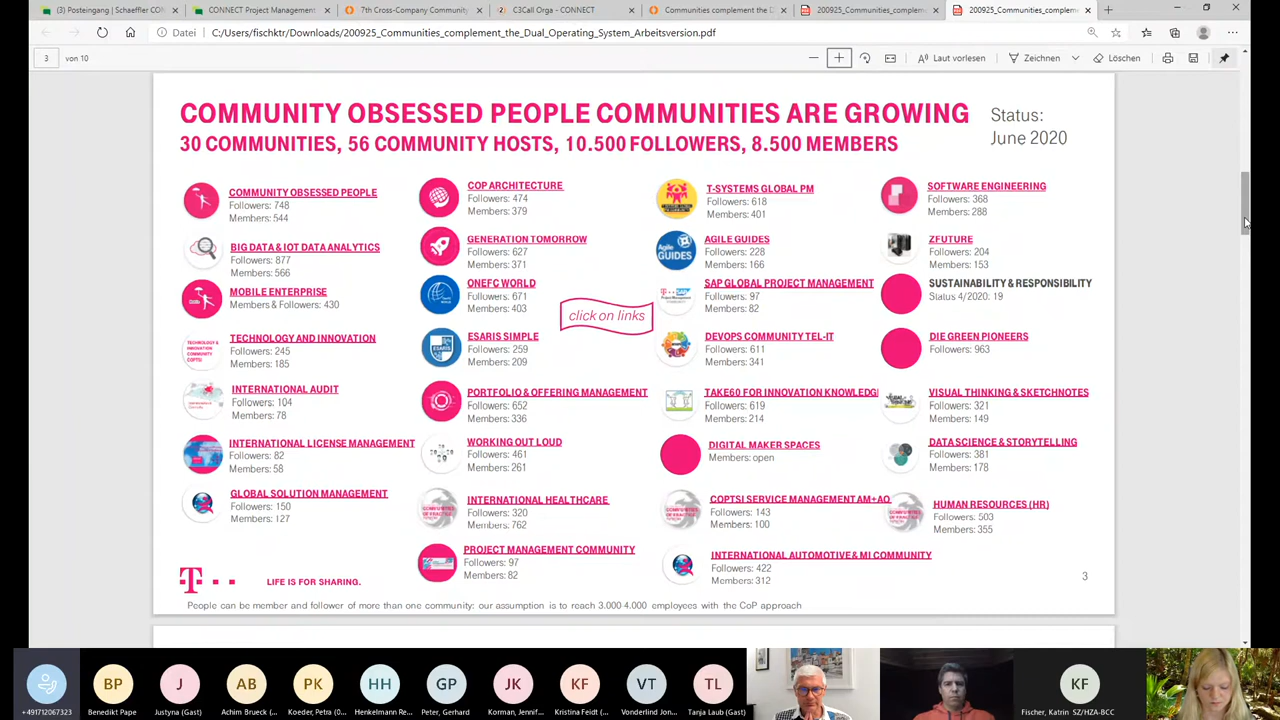 (3) Posteingang | Schaeffler CON
CONNECT Project Management
7th Cross-Company Community
C3Call Orga - CONNECT
Communities complement the D
200925_Communities_complem
200925_Communities_complem
Datei
C:/Users/fischktr/Downloads/200925_Communities_complement_the_Dual_Operating_System_Arbeitsversion.pdf
3 von 10
Laut vorlesen
Zeichnen
Löschen
COMMUNITY OBSESSED PEOPLE COMMUNITIES ARE GROWING
30 COMMUNITIES, 56 COMMUNITY HOSTS, 10.500 FOLLOWERS, 8.500 MEMBERS
Status:
June 2020
COMMUNITY OBSESSED PEOPLE
Followers: 748
Members: 544
BIG DATA & IOT DATA ANALYTICS
Followers: 877
Members: 566
MOBILE ENTERPRISE
Members & Followers: 430
TECHNOLOGY AND INNOVATION
Followers: 245
Members: 185
INTERNATIONAL AUDIT
Followers: 104
Members: 78
INTERNATIONAL LICENSE MANAGEMENT
Followers: 82
Members: 58
GLOBAL SOLUTION MANAGEMENT
Followers: 150
Members: 127
COP ARCHITECTURE
Followers: 474
Members: 379
GENERATION TOMORROW
Followers: 627
Members: 371
ONEFC WORLD
Followers: 671
Members: 403
ESARIS SIMPLE
Followers: 259
Members: 209
PORTFOLIO & OFFERING MANAGEMENT
Followers: 652
Members: 336
WORKING OUT LOUD
Followers: 461
Members: 261
INTERNATIONAL HEALTHCARE
Followers: 320
Members: 762
PROJECT MANAGEMENT COMMUNITY
Followers: 97
Members: 82
click on links
T-SYSTEMS GLOBAL PM
Followers: 618
Members: 401
AGILE GUIDES
Followers: 228
Members: 166
SAP GLOBAL PROJECT MANAGEMENT
Followers: 97
Members: 82
DEVOPS COMMUNITY TEL-IT
Followers: 611
Members: 341
TAKE60 FOR INNOVATION KNOWLEDG
Followers: 619
Members: 214
DIGITAL MAKER SPACES
Members: open
COPTSI SERVICE MANAGEMENT AM+AO
Followers: 143
Members: 100
INTERNATIONAL AUTOMOTIVE & MI COMMUNITY
Followers: 422
Members: 312
SOFTWARE ENGINEERING
Followers: 368
Members: 288
ZFUTURE
Followers: 204
Members: 153
SUSTAINABILITY & RESPONSIBILITY
Status 4/2020: 19
DIE GREEN PIONEERS
Followers: 963
VISUAL THINKING & SKETCHNOTES
Followers: 321
Members: 149
DATA SCIENCE & STORYTELLING
Followers: 381
Members: 178
HUMAN RESOURCES (HR)
Followers: 503
Members: 355
Agile
GUIDES
ESARIS
TECHNOLOGY &
INNOVATION
COMMUNITY
COPTSI
T LIFE IS FOR SHARING.
3
People can be member and follower of more than one community: our assumption is to reach 3.000 4.000 employees with the CoP approach
BP
J
AB
PK
HH
GP
JK
KF
VT
TL
KF
+491712067323
Benedikt Pape
Justyna (Gast)
Achim Brueck (...
Koeder, Petra (0...
Henkelmann Re...
Peter, Gerhard
Korman, Jennif...
Kristina Feidt (...
Vonderlind Jon...
Tanja Laub (Gast)
Fischer, Katrin SZ/HZA-BCC